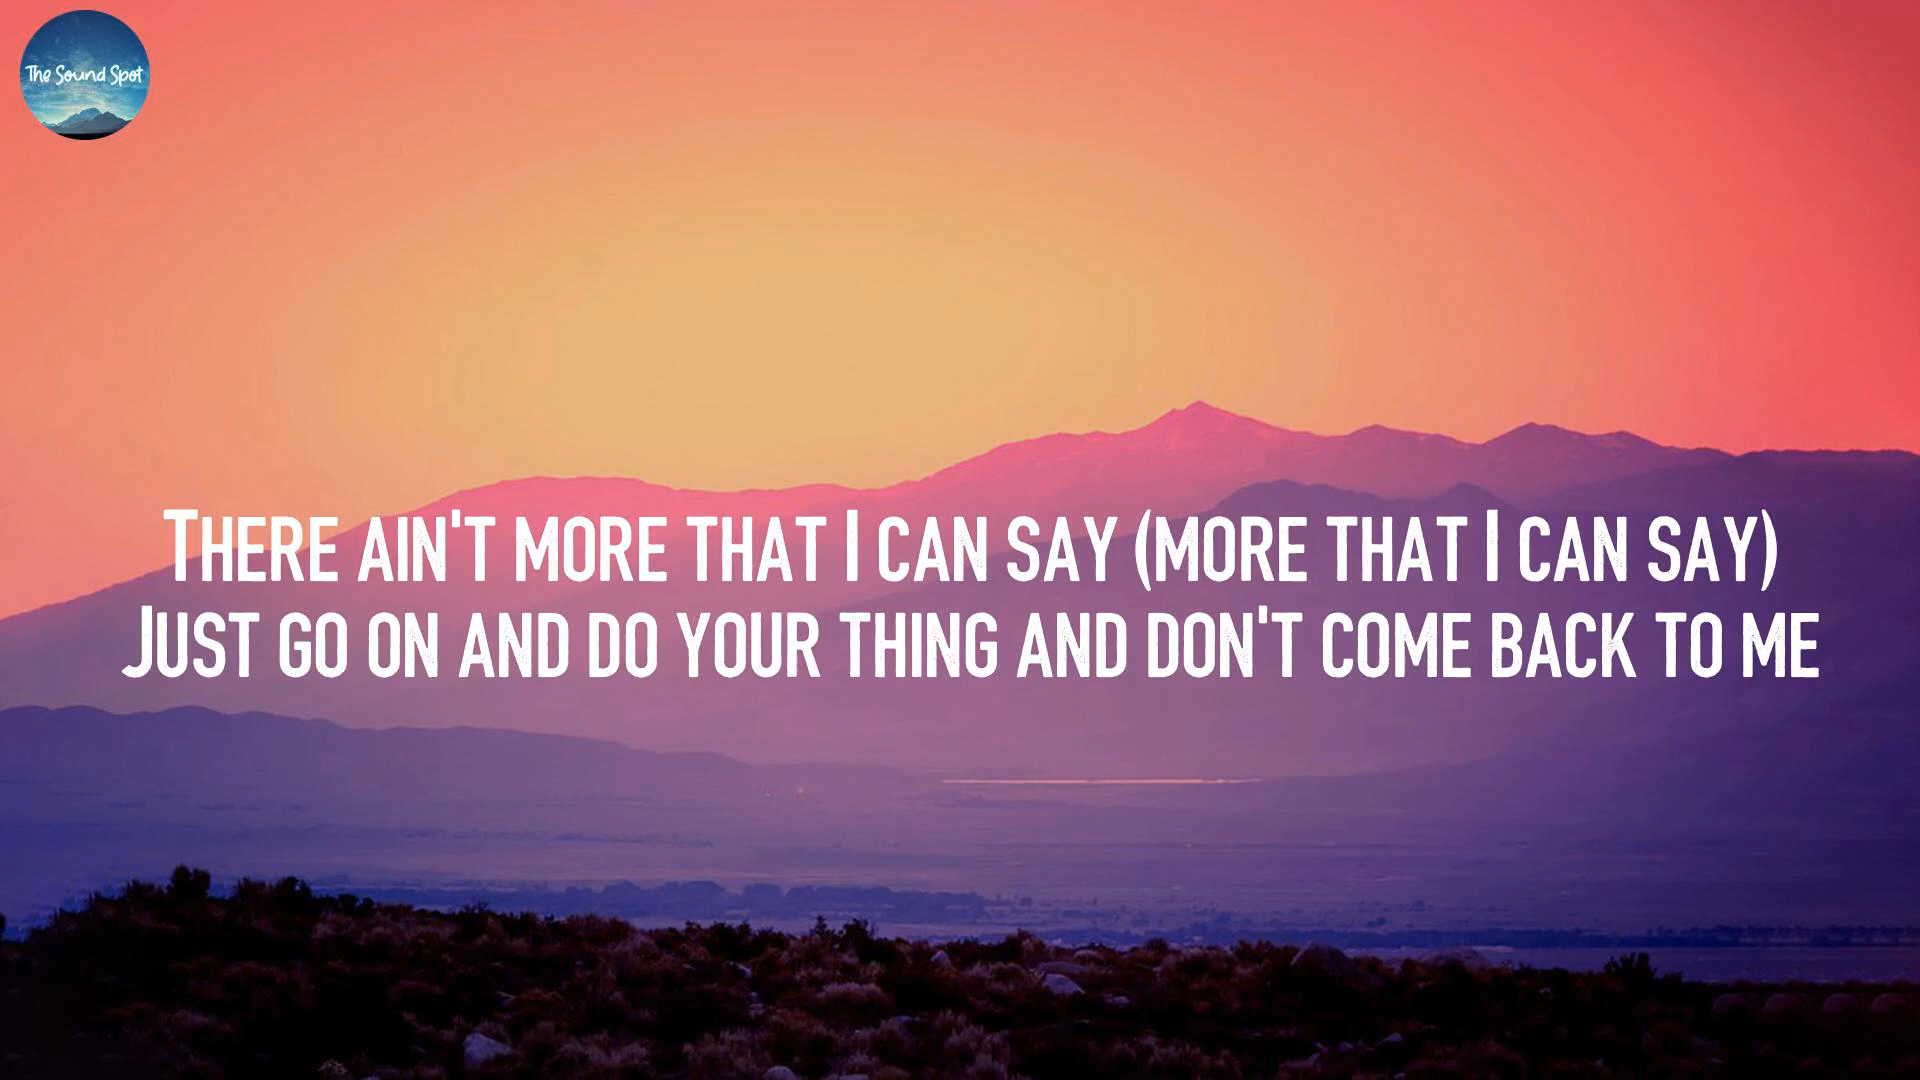 The Sound Spot
There ain't more that I can say (more that I can say)
Just go on and do your thing and don't come back to me